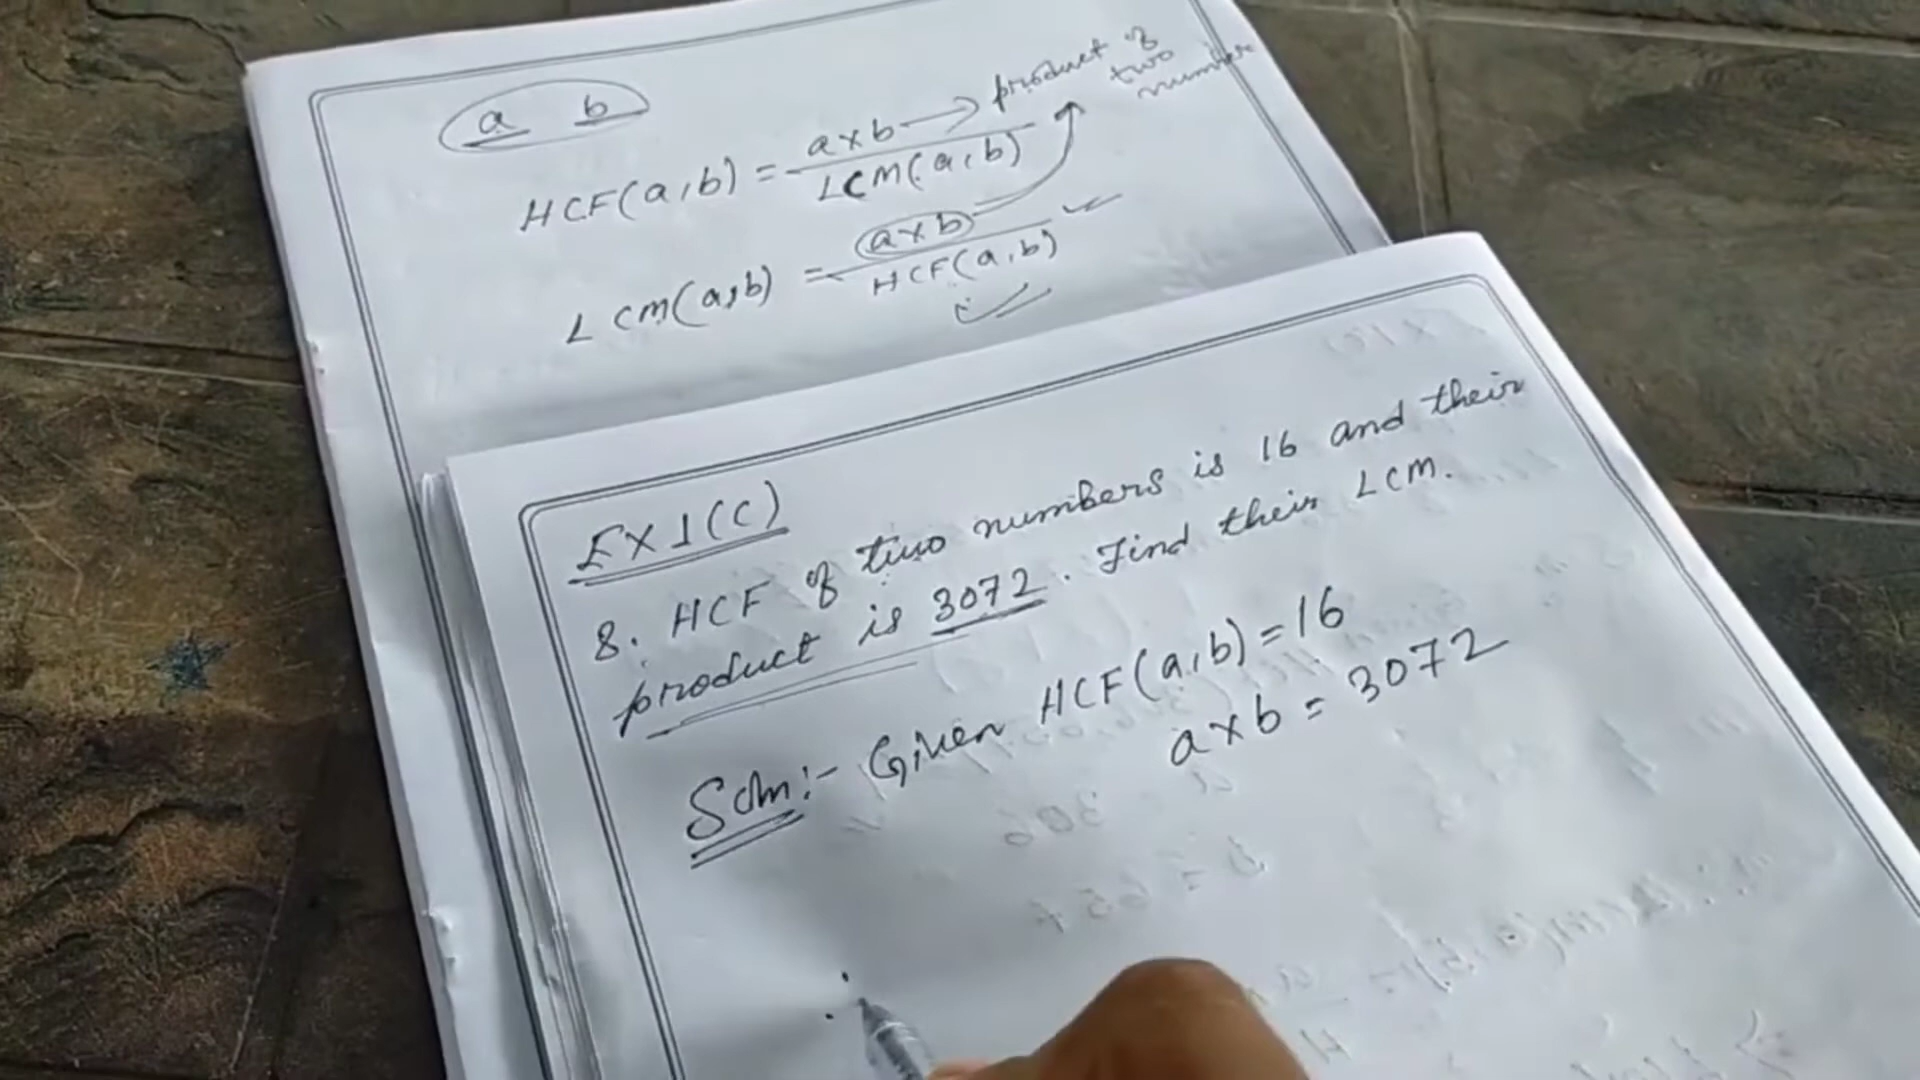 a b
HCF(a,b) = a×b / LCM(a,b) → product of two number
LCM(a,b) = a×b / HCF(a,b) ✓
EX 1(C)
8. HCF of two numbers is 16 and their
product is 3072. Find their LCM.
Soln:- Given HCF(a,b) = 16
a×b = 3072